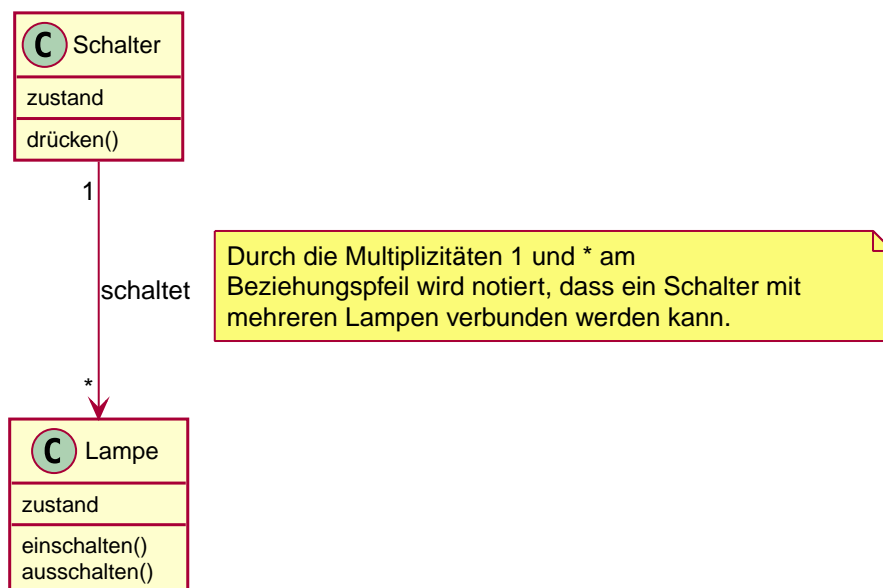 C Schalter
zustand
drücken()
1
schaltet
Durch die Multiplizitäten 1 und * am
Beziehungspfeil wird notiert, dass ein Schalter mit
mehreren Lampen verbunden werden kann.
*
C Lampe
zustand
einschalten()
ausschalten()